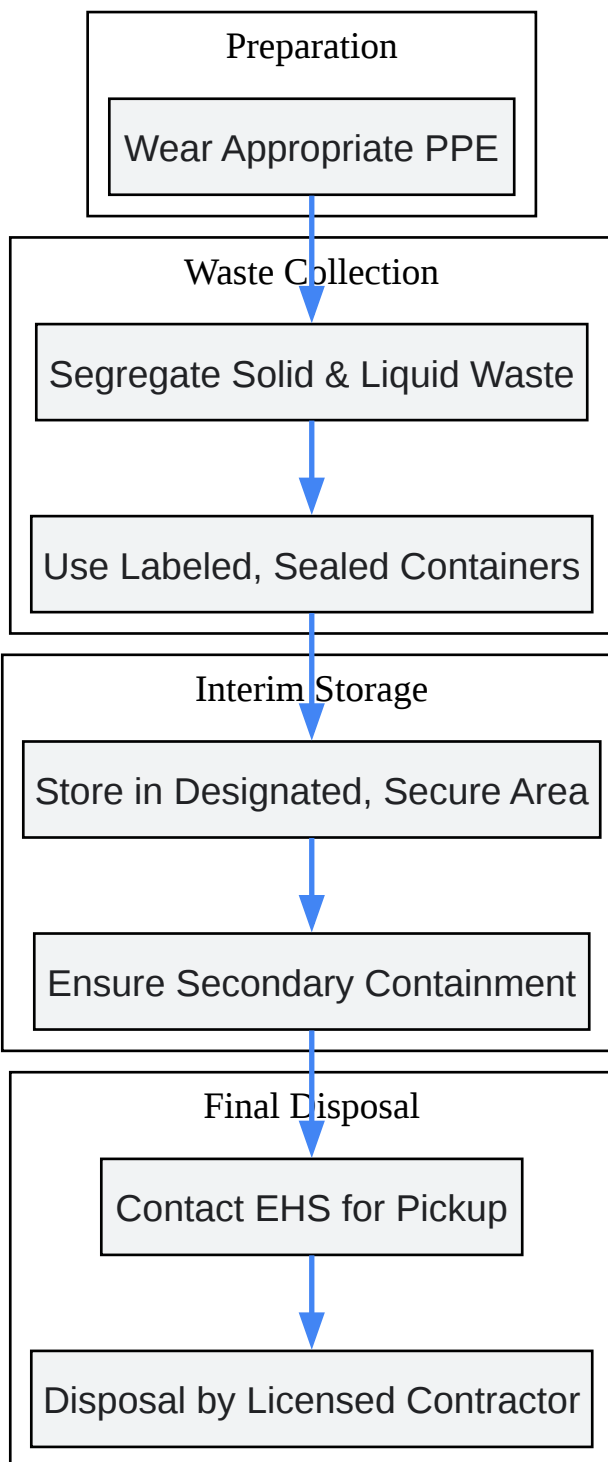 Preparation
Wear Appropriate PPE
Waste Collection
Segregate Solid & Liquid Waste
Use Labeled, Sealed Containers
Interim Storage
Store in Designated, Secure Area
Ensure Secondary Containment
Final Disposal
Contact EHS for Pickup
Disposal by Licensed Contractor